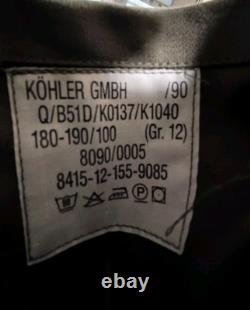 KÖHLER GMBH /90
Q/B51D/K0137/K1040
180-190/100 (Gr. 12)
8090/0005
8415-12-155-9085